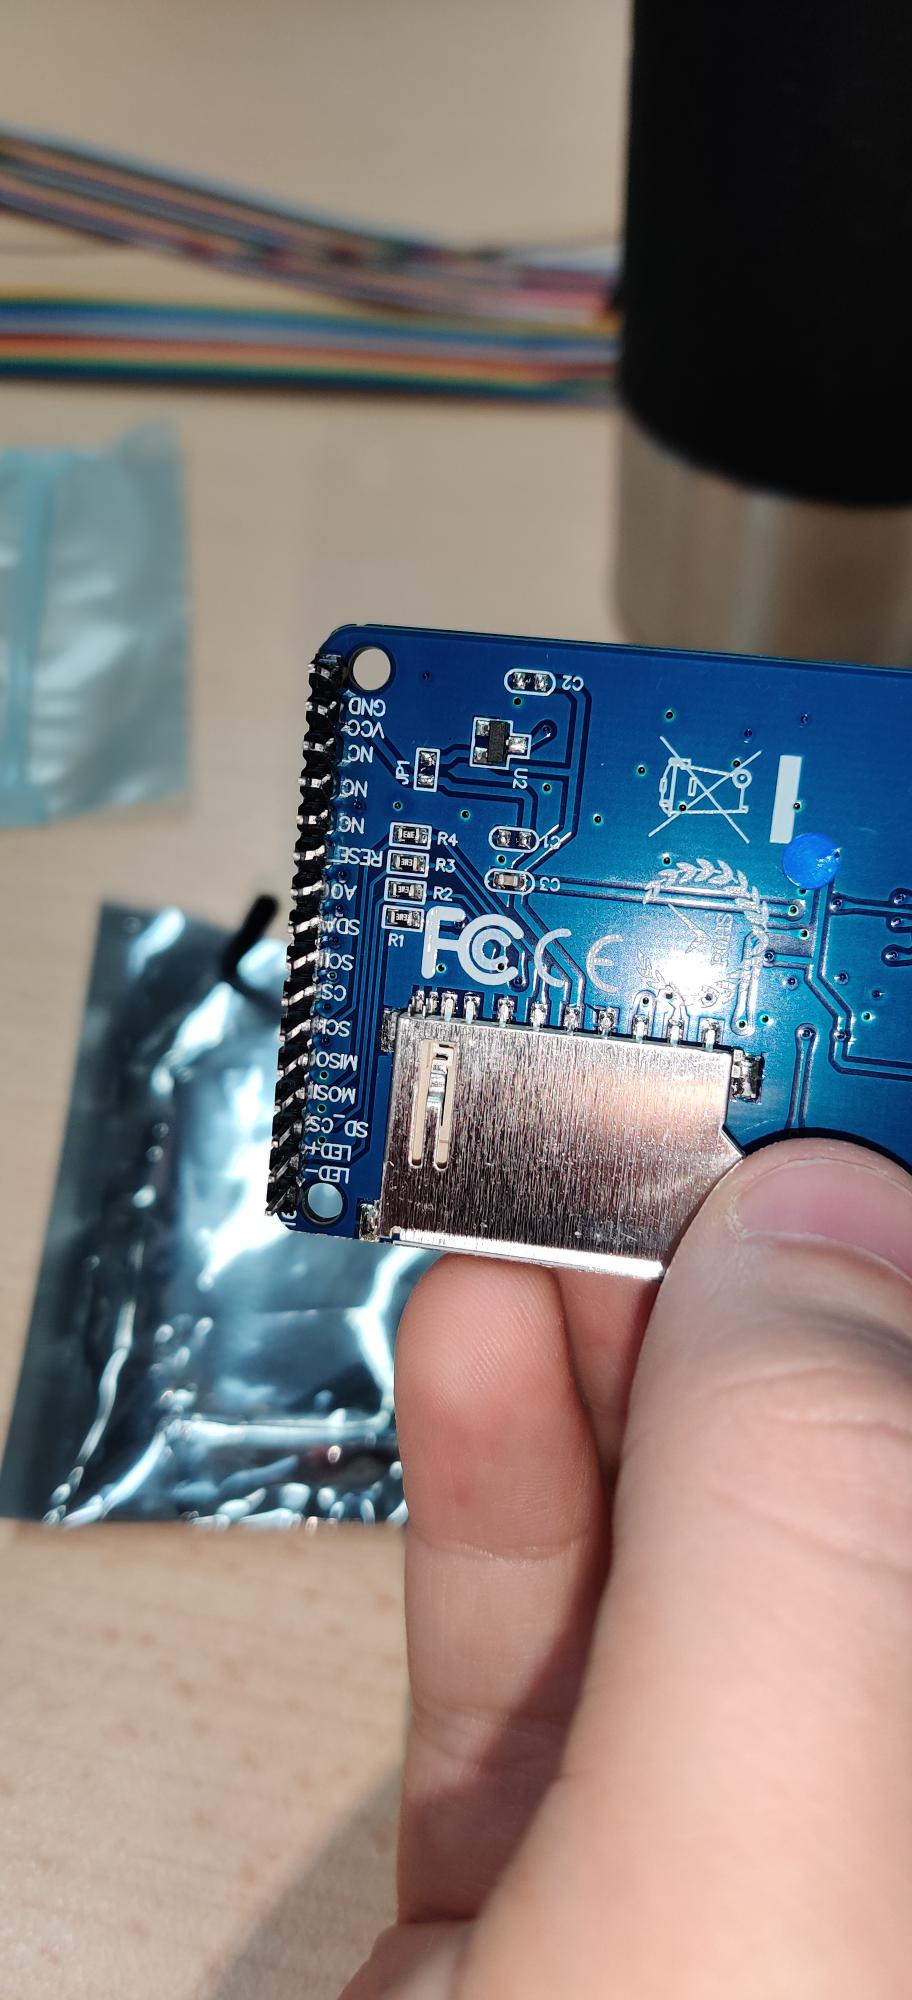 C2
GND
VCC
NC
JP1
U2
NC
NC
R4
C1
RESET
R3
AO
R2
C3
SDA
R1
FC CE
SCL
CS
SCK
MISO
MOSI
SD_CS
LED+
LED-